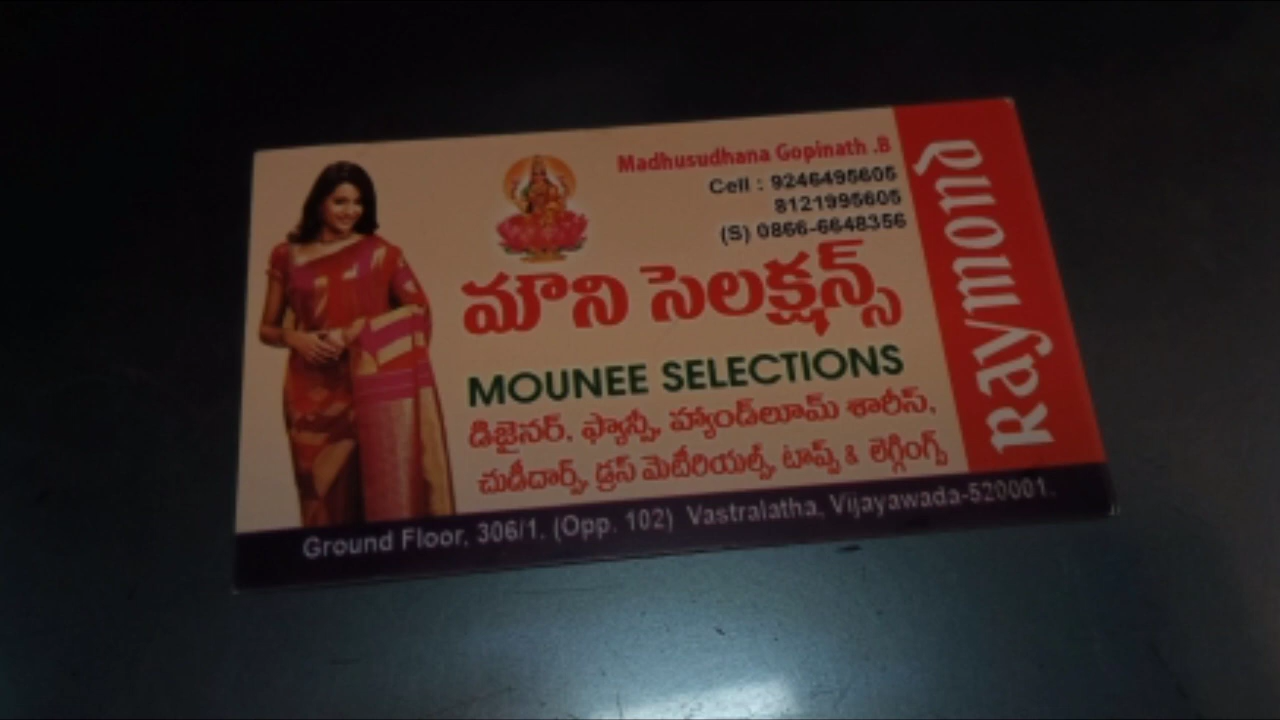 Madhusudhana Gopinath .B
Cell : 9246495605
8121995605
(S) 0866-6648356
మౌని సెలక్షన్స్
MOUNEE SELECTIONS
డిజైనర్, ఫ్యాన్సీ, హ్యాండ్‌లూమ్ శారీస్,
చుడీదార్స్, డ్రస్ మెటీరియల్స్, టాప్స్ & లెగ్గింగ్స్
Ground Floor, 306/1. (Opp. 102) Vastralatha, Vijayawada-520001.
Raymond